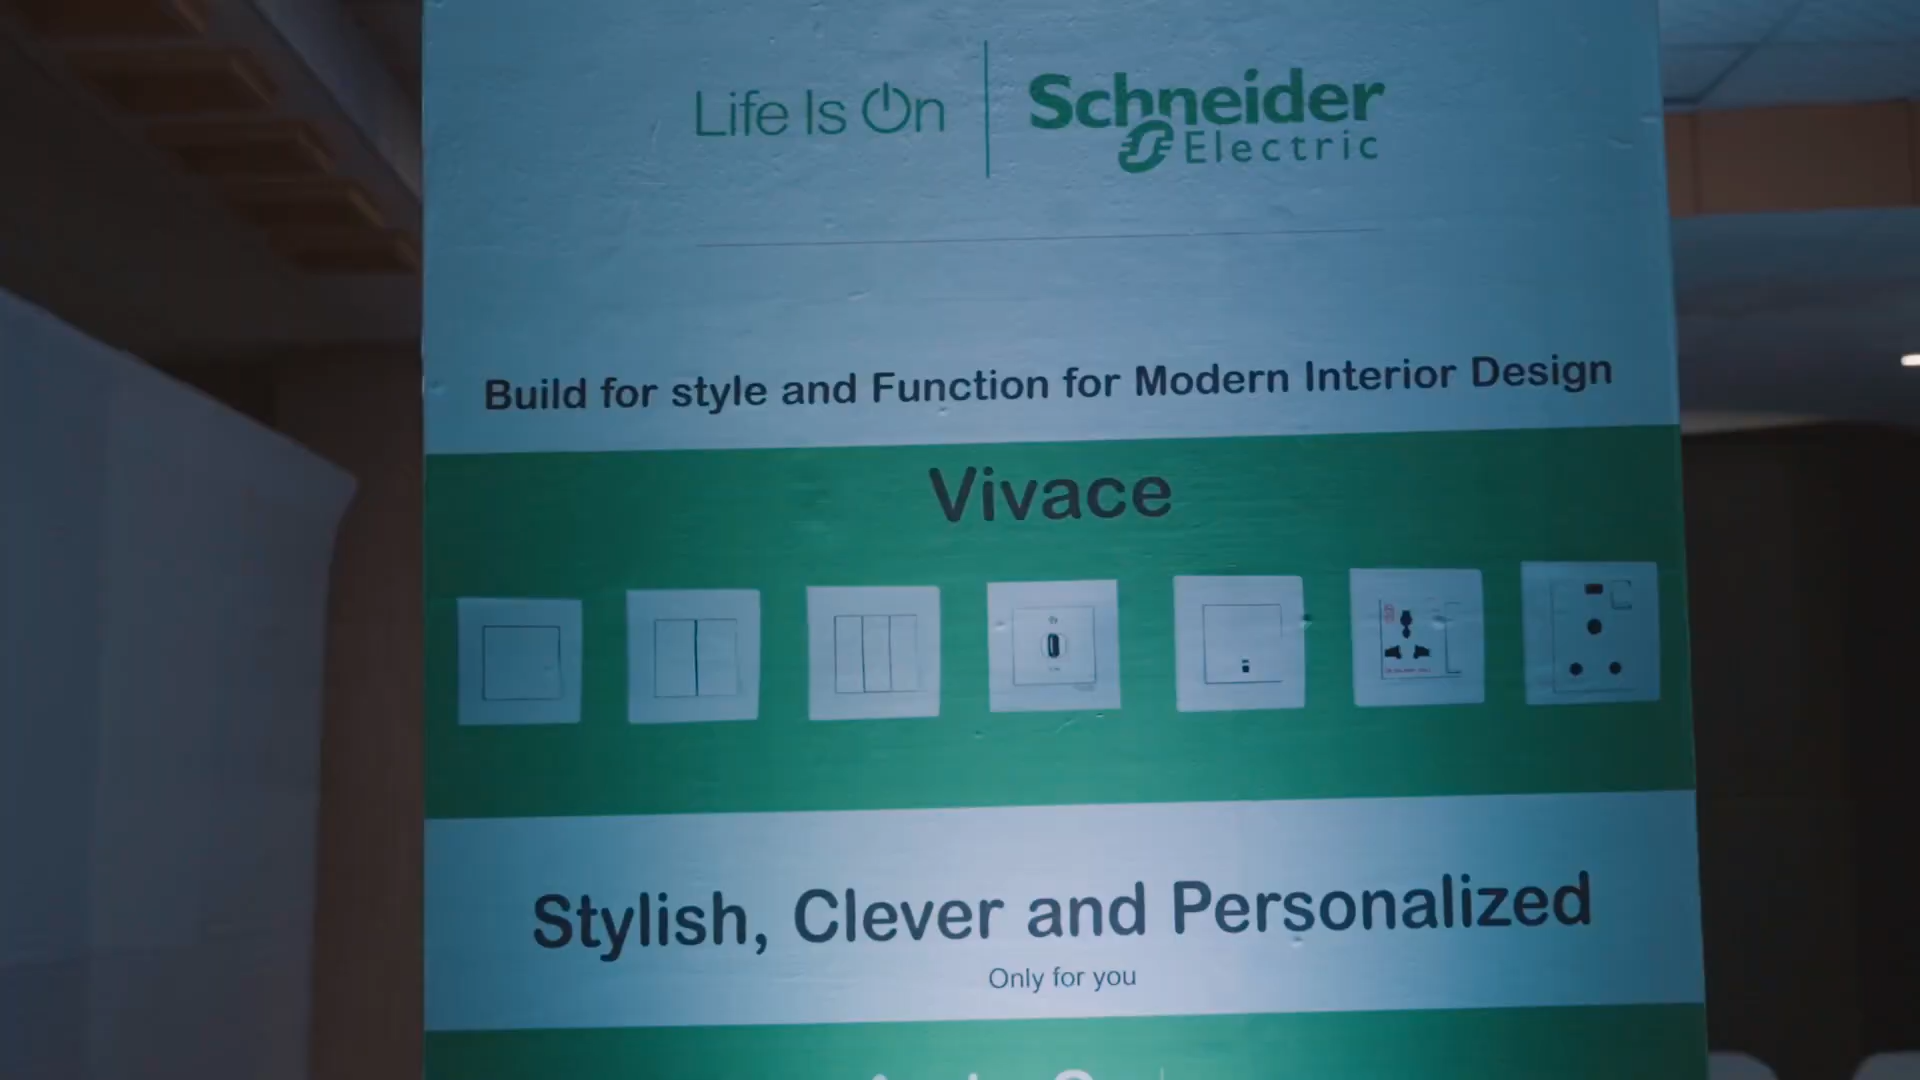 Life Is On
Schneider
Electric
Build for style and Function for Modern Interior Design
Vivace
Stylish, Clever and Personalized
Only for you